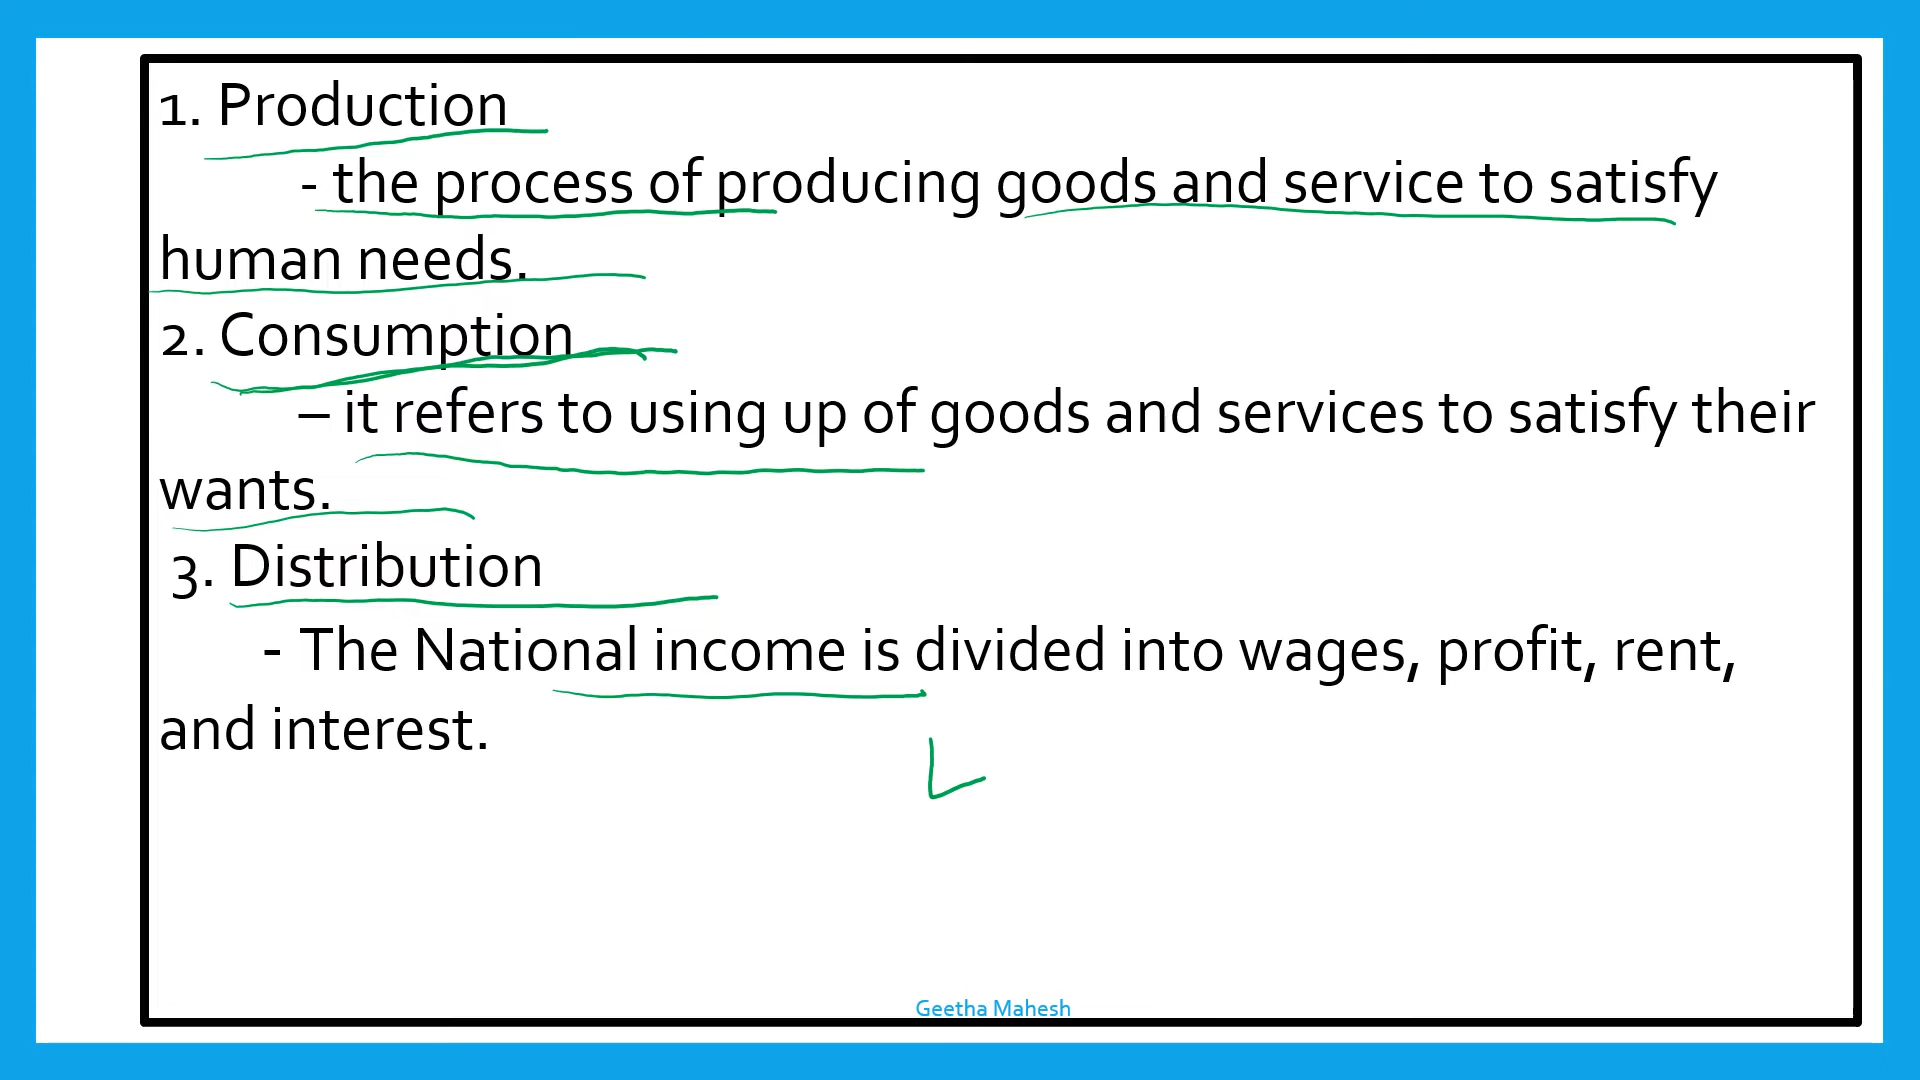 1. Production
- the process of producing goods and service to satisfy
human needs.
2. Consumption
– it refers to using up of goods and services to satisfy their
wants.
3. Distribution
- The National income is divided into wages, profit, rent,
and interest.
L
Geetha Mahesh